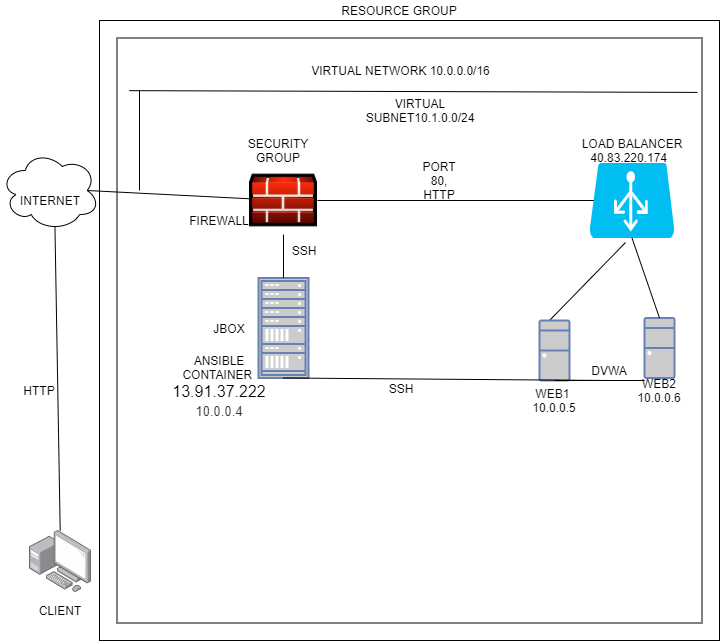 RESOURCE GROUP
VIRTUAL NETWORK 10.0.0.0/16
VIRTUAL
SUBNET10.1.0.0/24
SECURITY
GROUP
LOAD BALANCER
40.83.220.174
PORT
80,
HTTP
INTERNET
FIREWALL
SSH
JBOX
ANSIBLE
CONTAINER
13.91.37.222
10.0.0.4
SSH
DVWA
WEB1
10.0.0.5
WEB2
10.0.0.6
HTTP
CLIENT